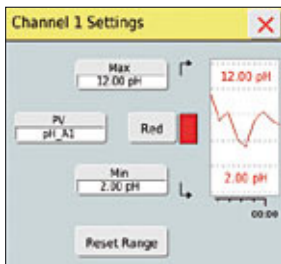 Channel 1 Settings
Max
12.00 pH
12.00 pH
PV
pH_A1
Red
Min
2.00 pH
2.00 pH
00:00
Reset Range